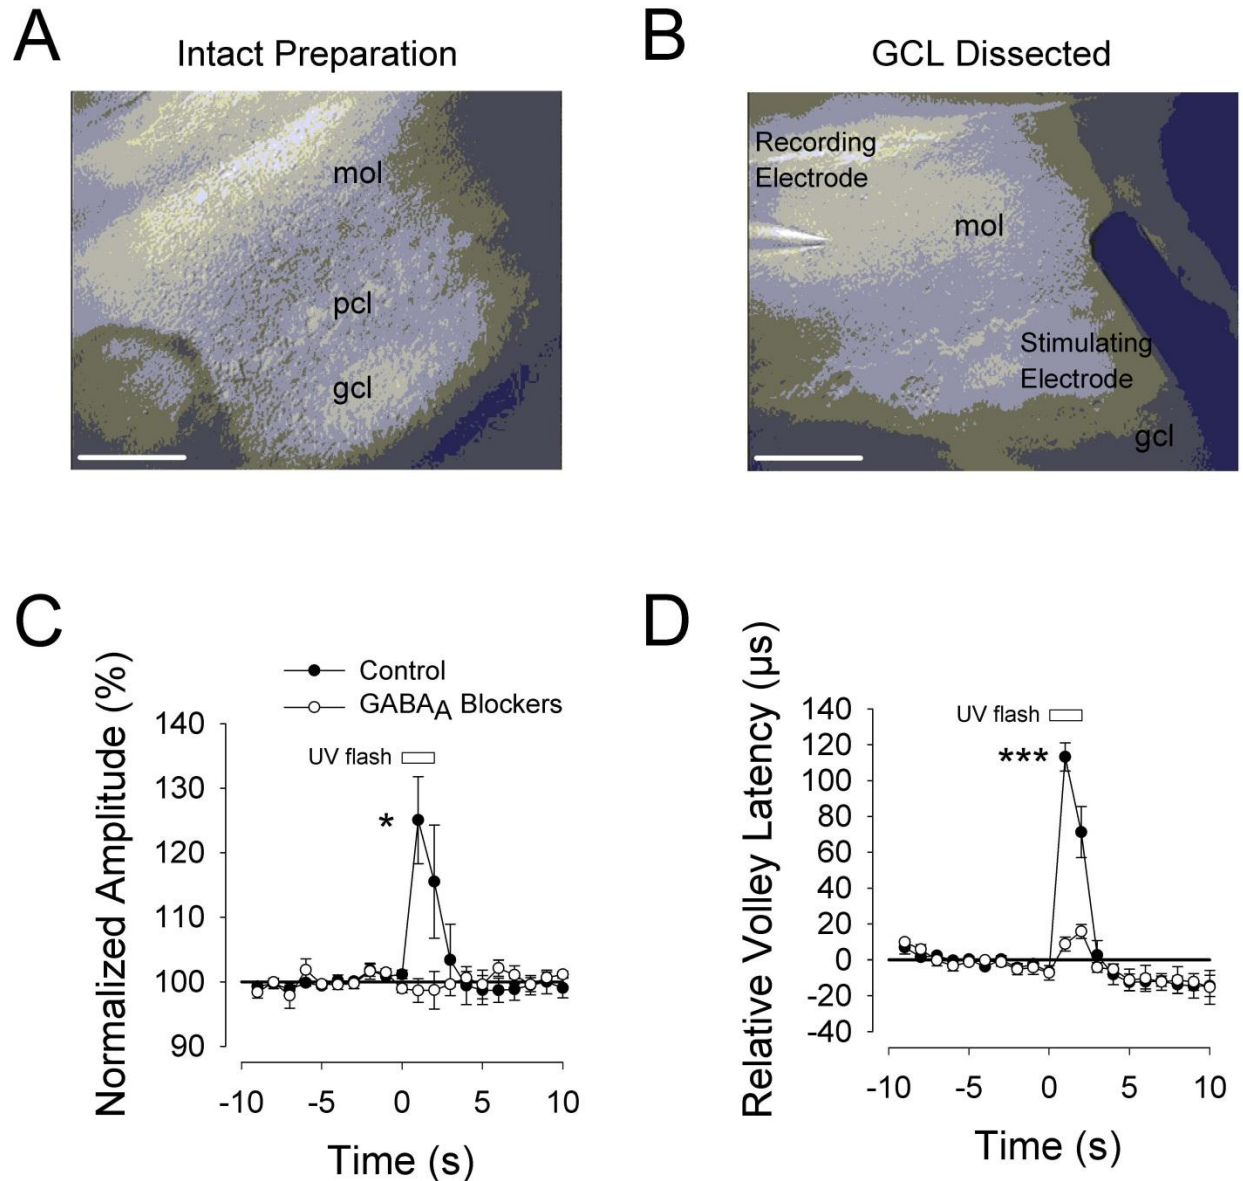 A
Intact Preparation
mol
pcl
gcl
B
GCL Dissected
Recording
Electrode
mol
Stimulating
Electrode
gcl
C
Normalized Amplitude (%)
Control
GABAA Blockers
140
130
120
110
100
90
UV flash
*
-10
-5
0
5
10
Time (s)
D
Relative Volley Latency (µs)
140
120
100
80
60
40
20
0
-20
-40
UV flash
***
-10
-5
0
5
10
Time (s)